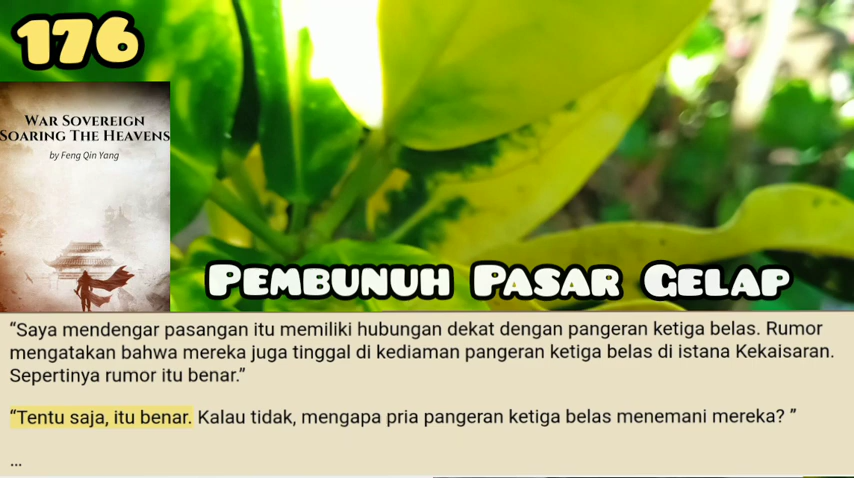 176
WAR SOVEREIGN
SOARING THE HEAVENS
by Feng Qin Yang
PEMBUNUH PASAR GELAP
“Saya mendengar pasangan itu memiliki hubungan dekat dengan pangeran ketiga belas. Rumor
mengatakan bahwa mereka juga tinggal di kediaman pangeran ketiga belas di istana Kekaisaran.
Sepertinya rumor itu benar.”
“Tentu saja, itu benar. Kalau tidak, mengapa pria pangeran ketiga belas menemani mereka? ”
...